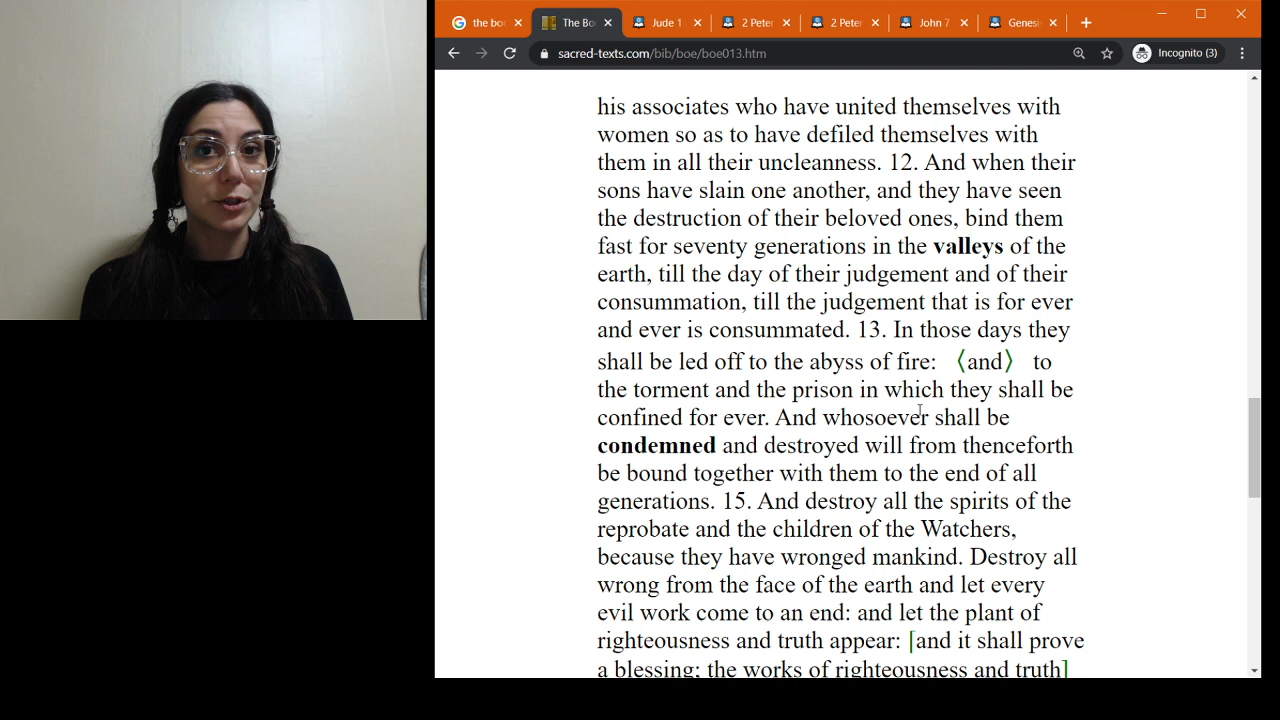 the bo
The Bo
Jude 1
2 Peter
2 Peter
John 7
Genesi
sacred-texts.com/bib/boe/boe013.htm
Incognito (3)
his associates who have united themselves with
women so as to have defiled themselves with
them in all their uncleanness. 12. And when their
sons have slain one another, and they have seen
the destruction of their beloved ones, bind them
fast for seventy generations in the valleys of the
earth, till the day of their judgement and of their
consummation, till the judgement that is for ever
and ever is consummated. 13. In those days they
shall be led off to the abyss of fire: 〈and〉 to
the torment and the prison in which they shall be
confined for ever. And whosoever shall be
condemned and destroyed will from thenceforth
be bound together with them to the end of all
generations. 15. And destroy all the spirits of the
reprobate and the children of the Watchers,
because they have wronged mankind. Destroy all
wrong from the face of the earth and let every
evil work come to an end: and let the plant of
righteousness and truth appear: [and it shall prove
a blessing; the works of righteousness and truth]